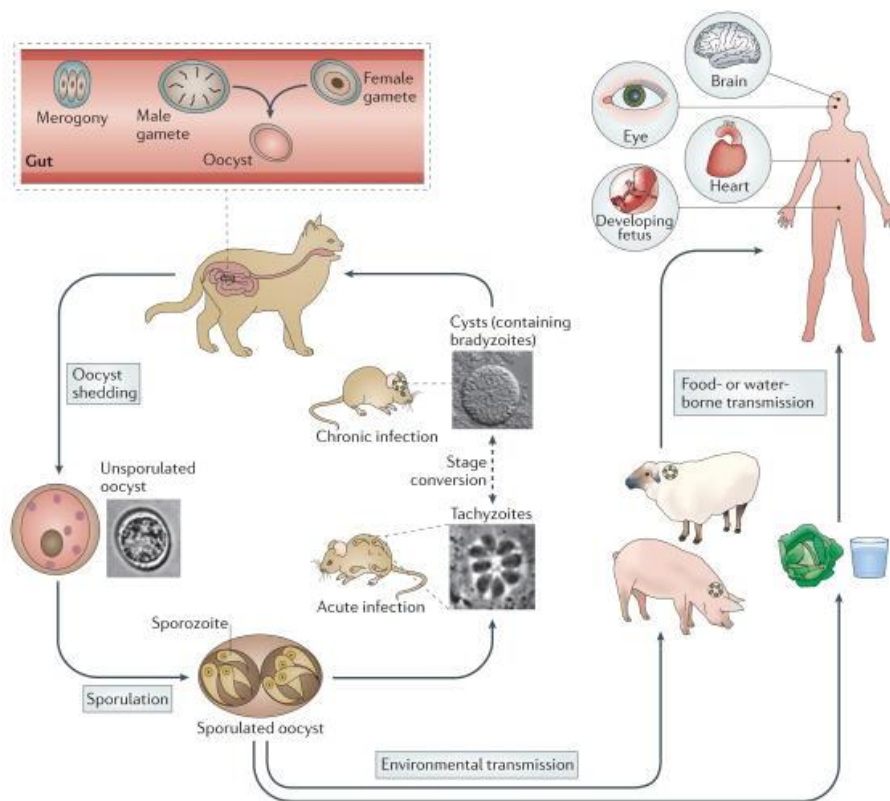 Merogony
Male
gamete
Female
gamete
Oocyst
Gut
Brain
Eye
Heart
Developing
fetus
Oocyst
shedding
Cysts (containing
bradyzoites)
Chronic infection
Stage
conversion
Tachyzoites
Acute infection
Unsporulated
oocyst
Sporozoite
Sporulation
Sporulated oocyst
Food- or water-
borne transmission
Environmental transmission